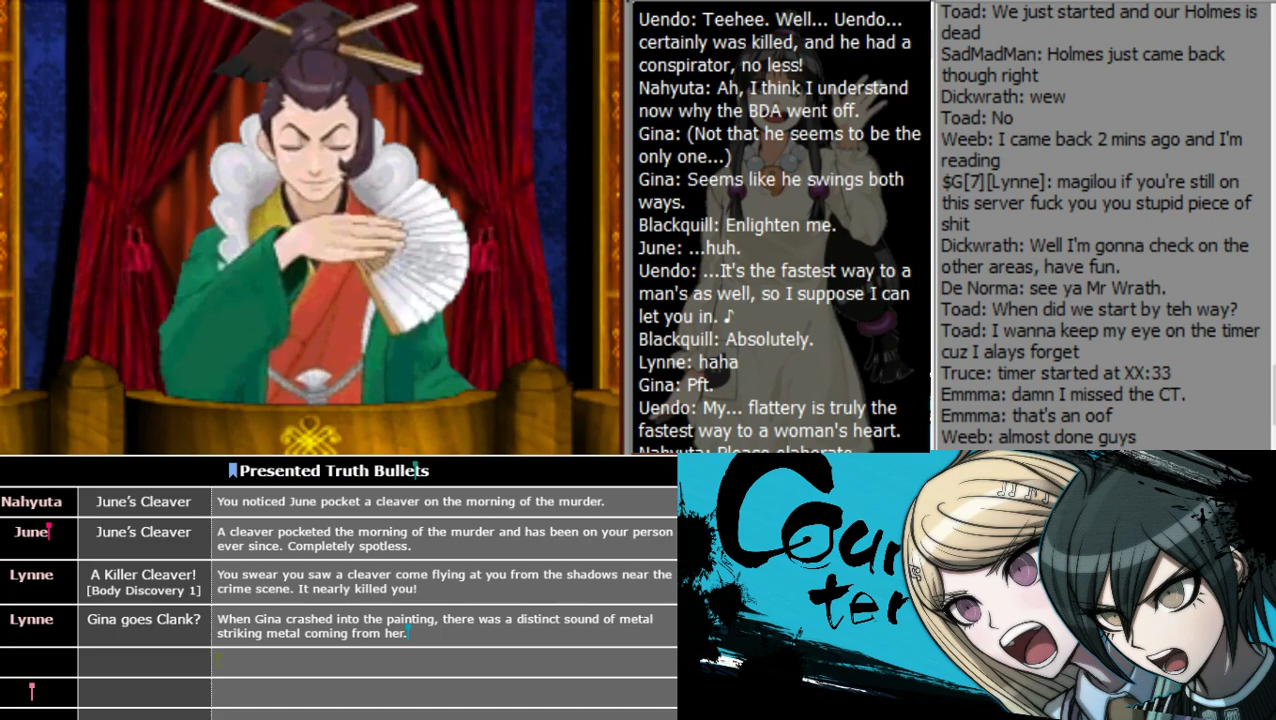 Uendo: Teehee. Well... Uendo...
certainly was killed, and he had a
conspirator, no less!
Nahyuta: Ah, I think I understand
now why the BDA went off.
Gina: (Not that he seems to be the
only one...)
Gina: Seems like he swings both
ways.
Blackquill: Enlighten me.
June: ...huh.
Uendo: ...It's the fastest way to a
man's as well, so I suppose I can
let you in. ♪
Blackquill: Absolutely.
Lynne: haha
Gina: Pft.
Uendo: My... flattery is truly the
fastest way to a woman's heart.
Nahyuta: Please elaborate
Toad: We just started and our Holmes is
dead
SadMadMan: Holmes just came back
though right
Dickwrath: wew
Toad: No
Weeb: I came back 2 mins ago and I'm
reading
$G[7][Lynne]: magilou if you're still on
this server fuck you you stupid piece of
shit
Dickwrath: Well I'm gonna check on the
other areas, have fun.
De Norma: see ya Mr Wrath.
Toad: When did we start by teh way?
Toad: I wanna keep my eye on the timer
cuz I alays forget
Truce: timer started at XX:33
Emmma: damn I missed the CT.
Emmma: that's an oof
Weeb: almost done guys
Presented Truth Bullets
Nahyuta June's Cleaver You noticed June pocket a cleaver on the morning of the murder.
June June's Cleaver A cleaver pocketed the morning of the murder and has been on your person
ever since. Completely spotless.
Lynne A Killer Cleaver!
[Body Discovery 1] You swear you saw a cleaver come flying at you from the shadows near the
crime scene. It nearly killed you!
Lynne Gina goes Clank? When Gina crashed into the painting, there was a distinct sound of metal
striking metal coming from her.
Coun
ter